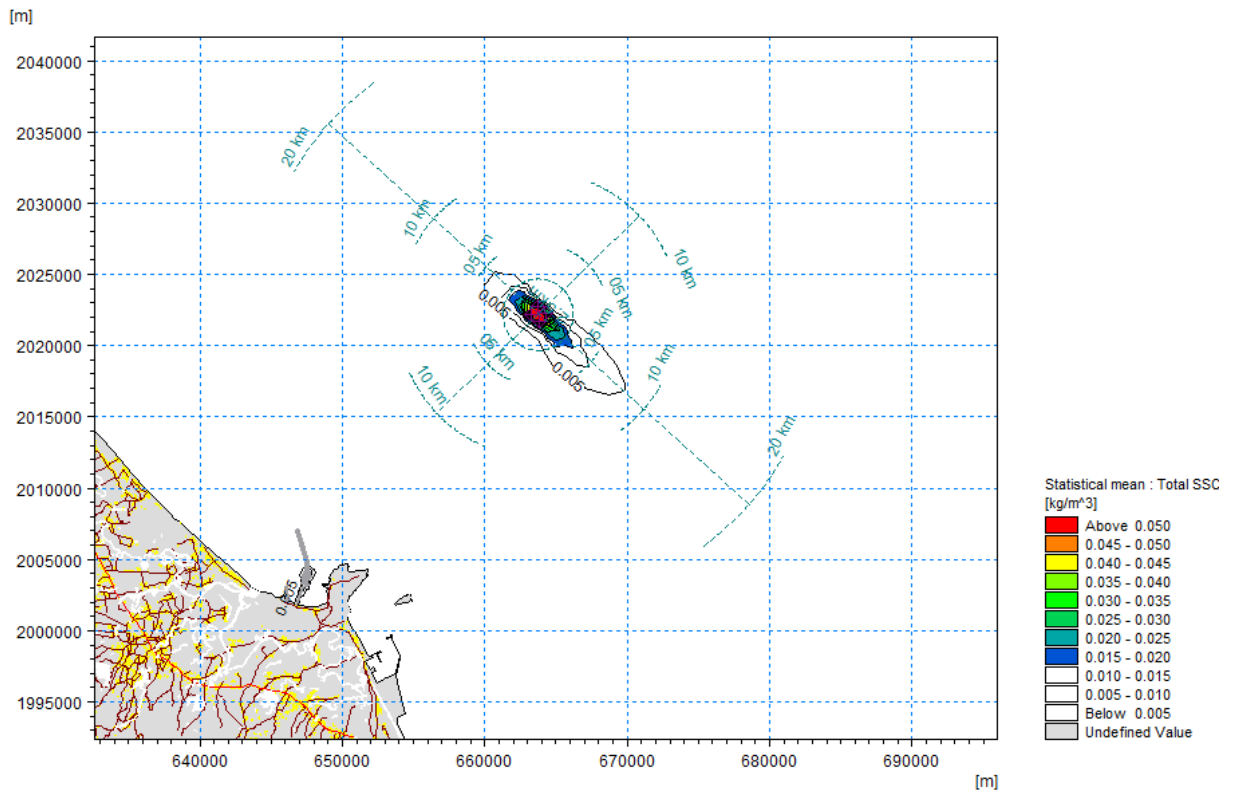 [m]
2040000
2035000
2030000
2025000
2020000
2015000
2010000
2005000
2000000
1995000
640000
650000
660000
670000
680000
690000
[m]
20 km
10 km
05 km
10 km
05 km
0.005
05 km
05 km
10 km
0.005
10 km
20 km
0.005
Statistical mean : Total SSC
[kg/m^3]
Above 0.050
0.045 - 0.050
0.040 - 0.045
0.035 - 0.040
0.030 - 0.035
0.025 - 0.030
0.020 - 0.025
0.015 - 0.020
0.010 - 0.015
0.005 - 0.010
Below 0.005
Undefined Value